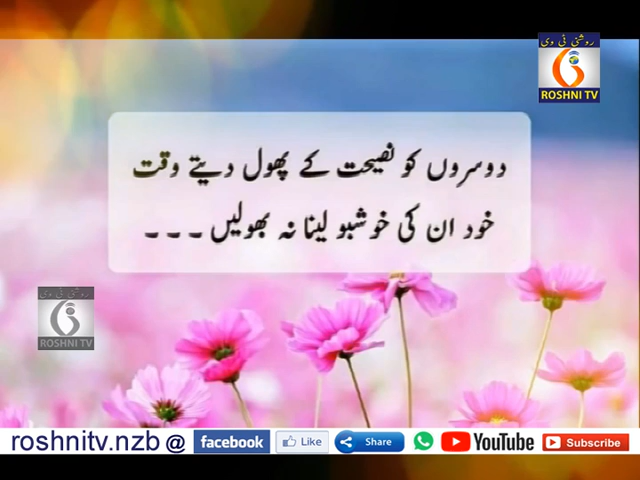 روشنی ٹی وی
ROSHNI TV
دوسروں کو نصیحت کے پھول دیتے وقت
خود ان کی خوشبو لینا نہ بھولیں ۔۔۔
روشنی ٹی وی
ROSHNI TV
roshnitv.nzb @ facebook Like Share YouTube Subscribe